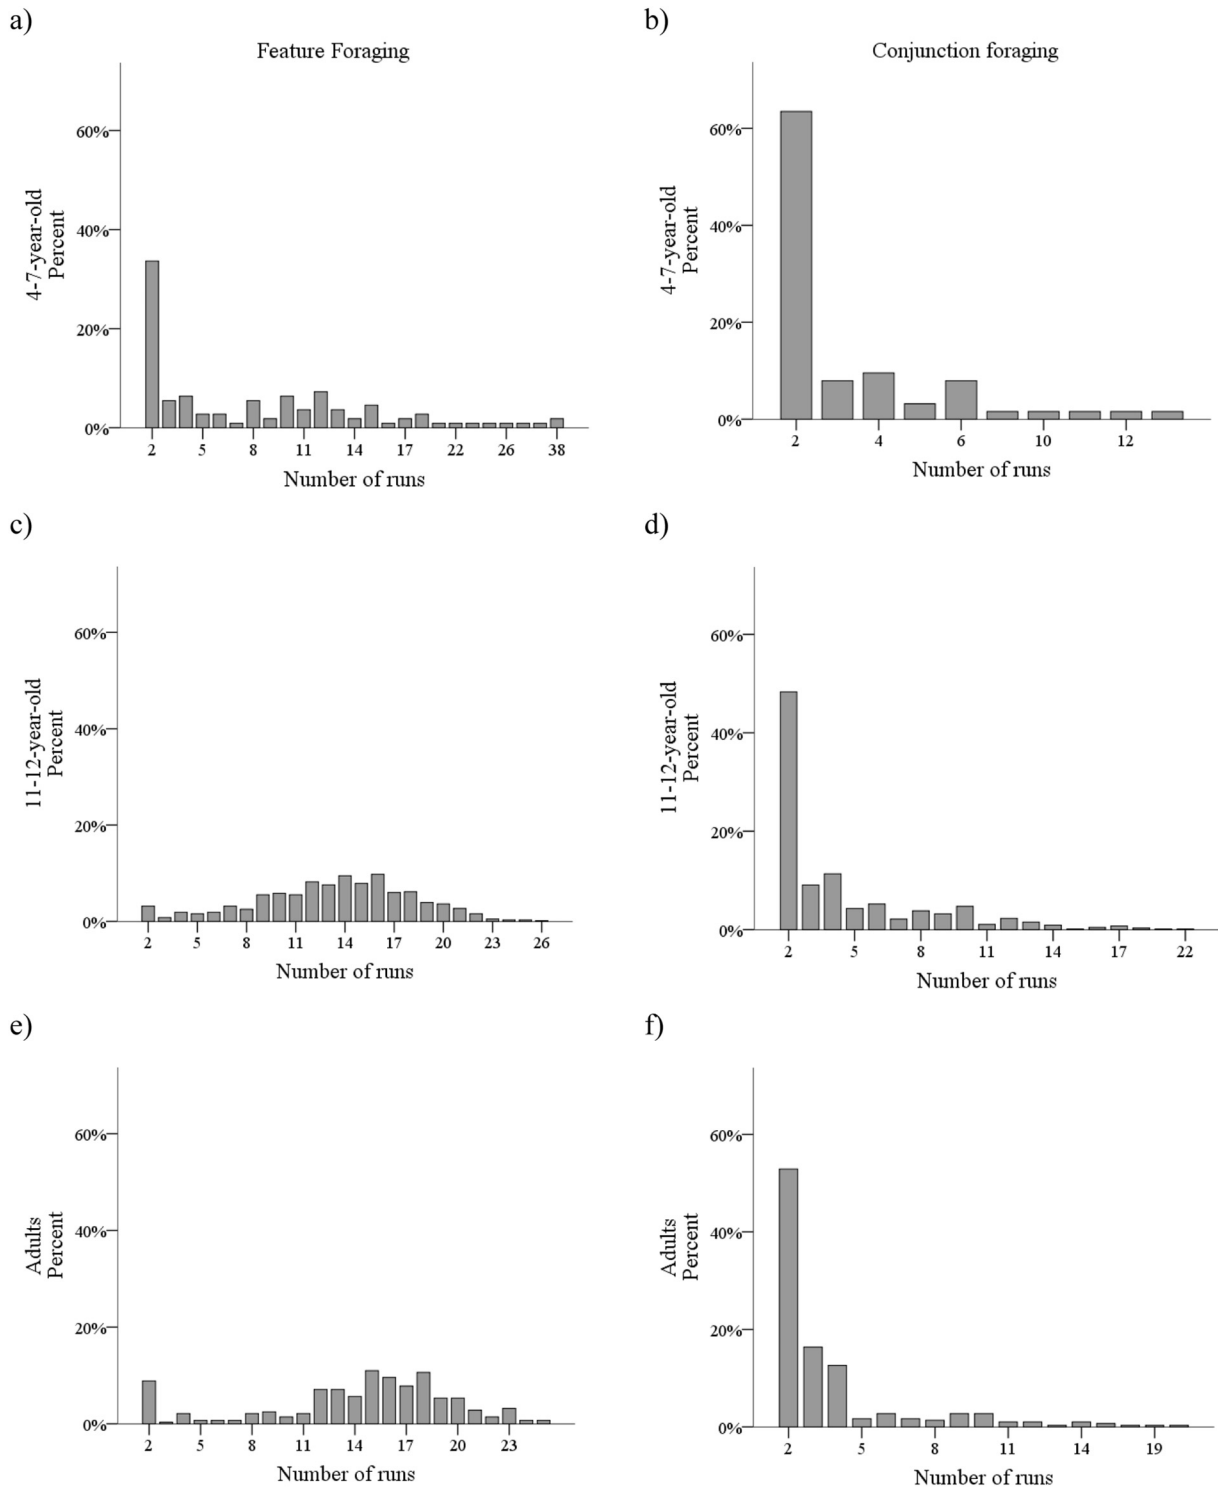 a)
Feature Foraging
60%
40%
20%
0%
4-7-year-old
Percent
2 5 8 11 14 17 22 26 38
Number of runs
b)
Conjunction foraging
60%
40%
20%
0%
4-7-year-old
Percent
2 4 6 10 12
Number of runs
c)
60%
40%
20%
0%
11-12-year-old
Percent
2 5 8 11 14 17 20 23 26
Number of runs
d)
60%
40%
20%
0%
11-12-year-old
Percent
2 5 8 11 14 17 22
Number of runs
e)
60%
40%
20%
0%
Adults
Percent
2 5 8 11 14 17 20 23
Number of runs
f)
60%
40%
20%
0%
Adults
Percent
2 5 8 11 14 19
Number of runs